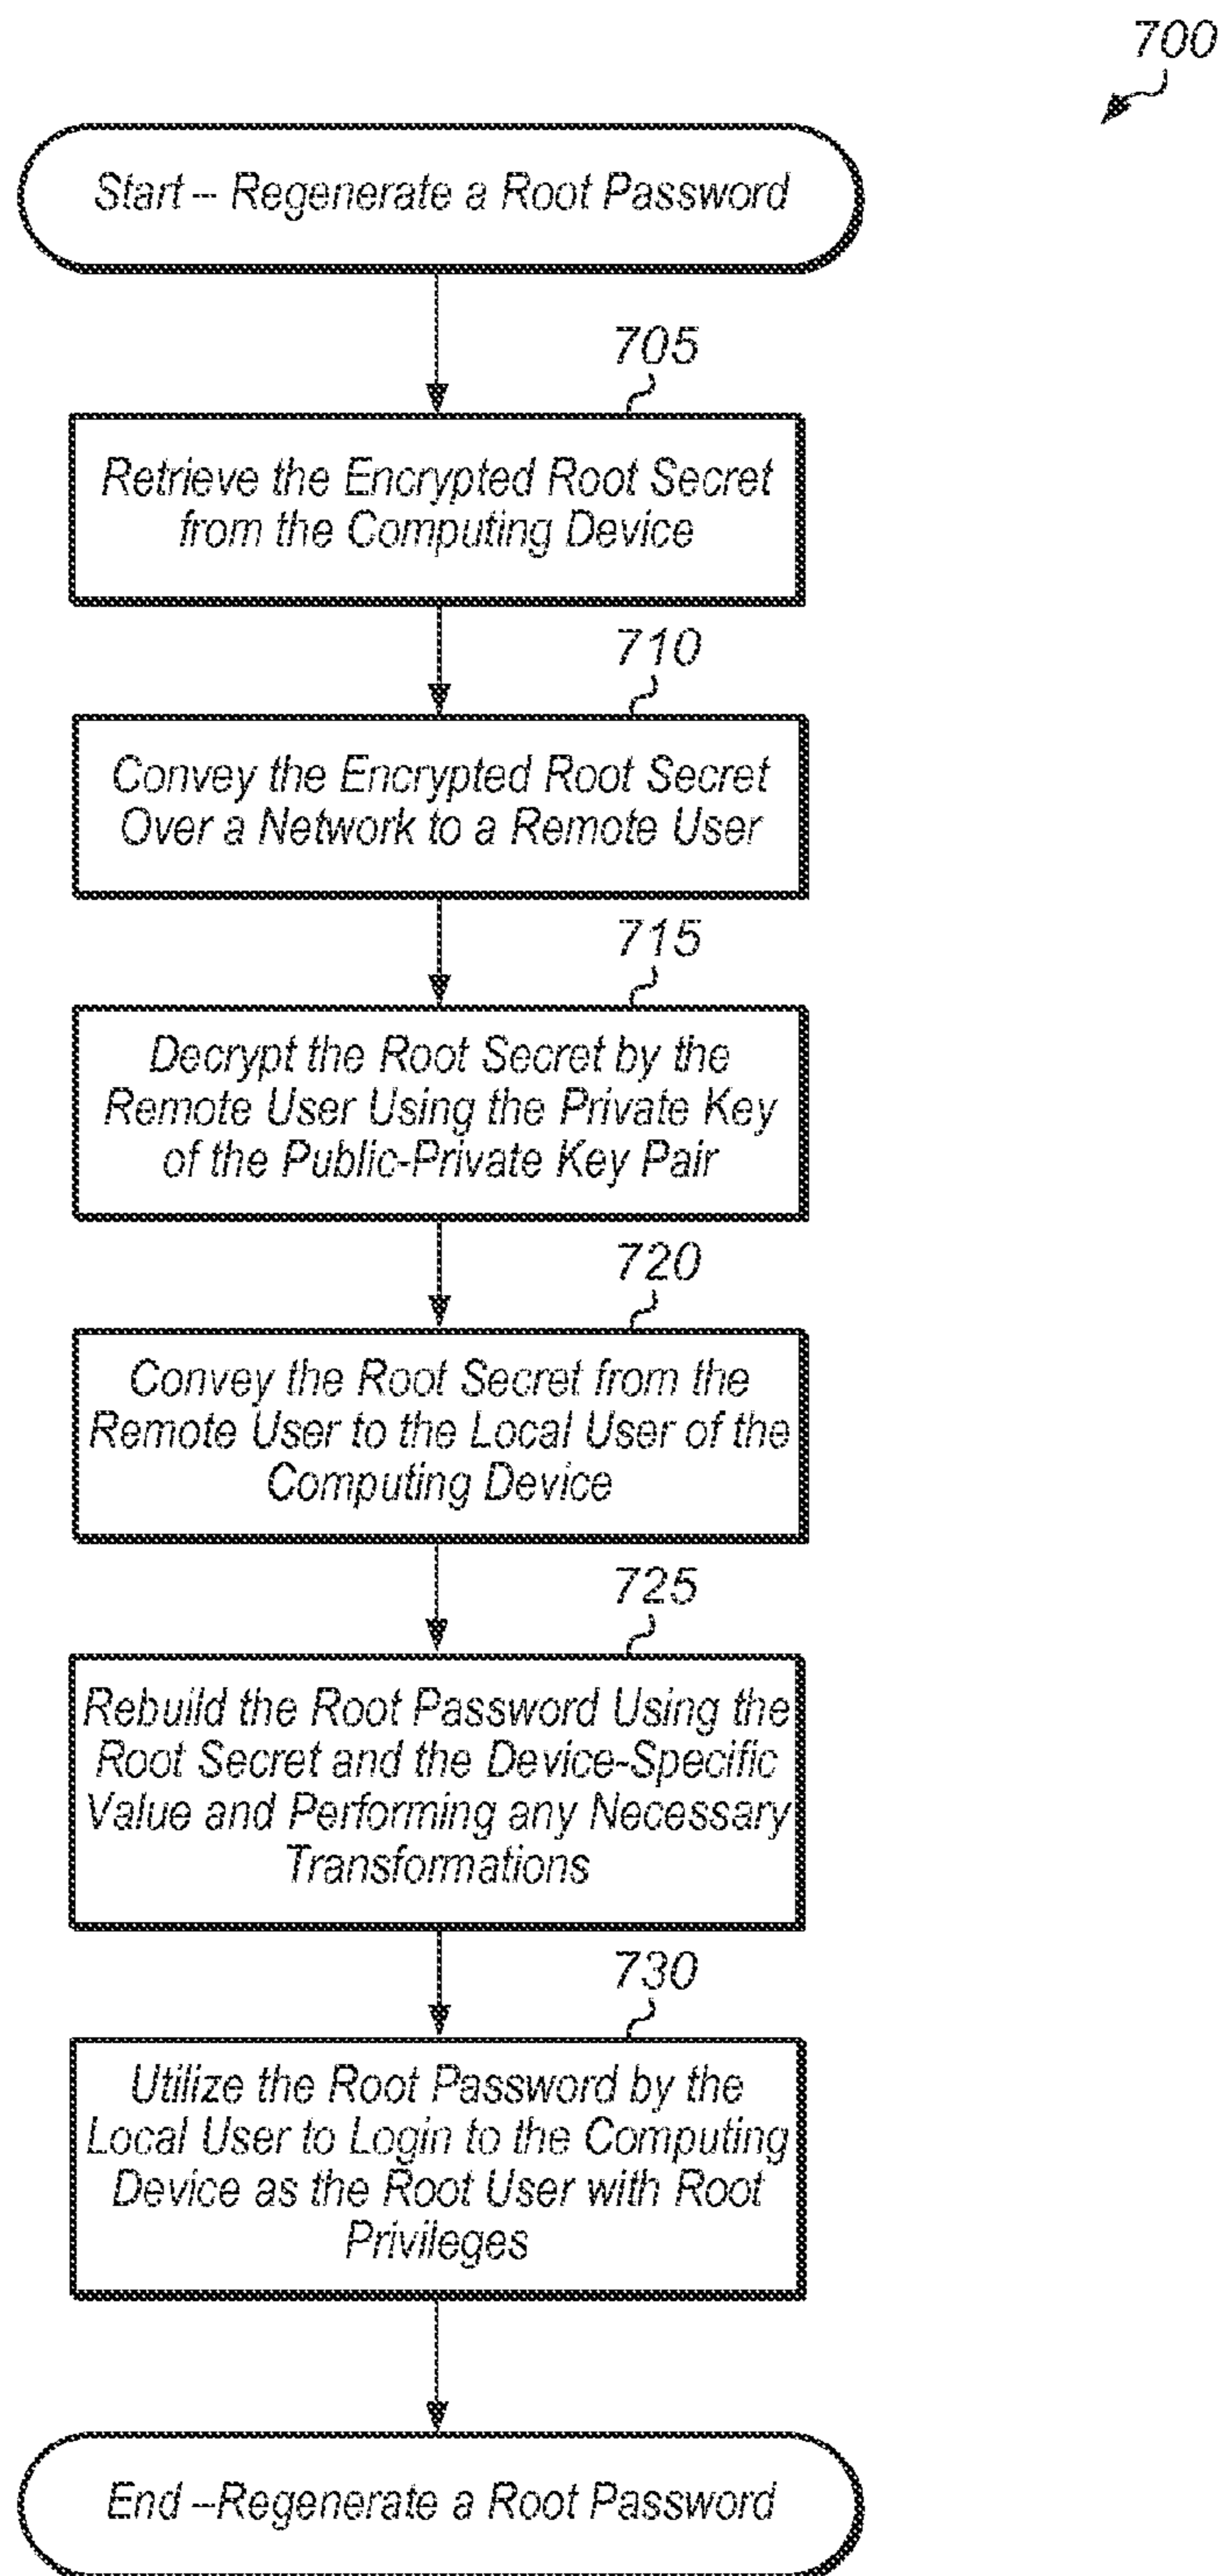 700
Start -- Regenerate a Root Password
705
Retrieve the Encrypted Root Secret
from the Computing Device
710
Convey the Encrypted Root Secret
Over a Network to a Remote User
715
Decrypt the Root Secret by the
Remote User Using the Private Key
of the Public-Private Key Pair
720
Convey the Root Secret from the
Remote User to the Local User of the
Computing Device
725
Rebuild the Root Password Using the
Root Secret and the Device-Specific
Value and Performing any Necessary
Transformations
730
Utilize the Root Password by the
Local User to Login to the Computing
Device as the Root User with Root
Privileges
End --Regenerate a Root Password